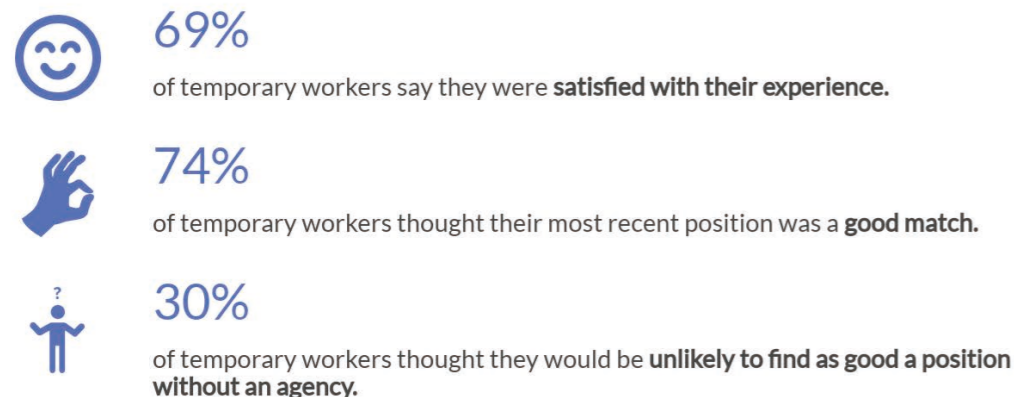 69%
of temporary workers say they were satisfied with their experience.
74%
of temporary workers thought their most recent position was a good match.
?
30%
of temporary workers thought they would be unlikely to find as good a position
without an agency.